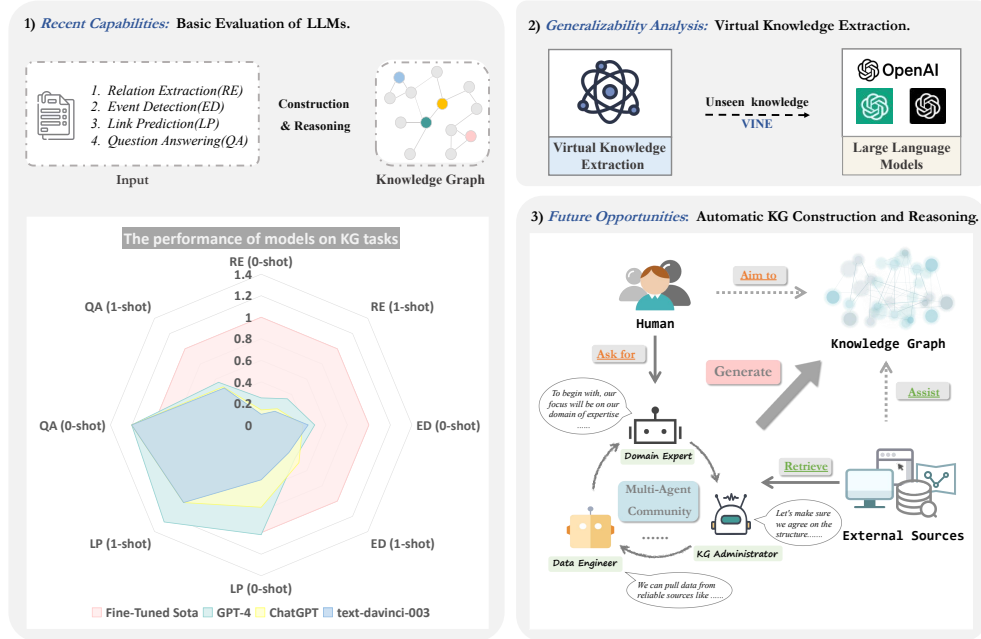 1) Recent Capabilities: Basic Evaluation of LLMs.
1. Relation Extraction(RE)
2. Event Detection(ED)
3. Link Prediction(LP)
4. Question Answering(QA)
Input
Construction
& Reasoning
Knowledge Graph
The performance of models on KG tasks
RE (0-shot)
1.4
1.2
1
0.8
0.6
0.4
0.2
0
QA (1-shot)
RE (1-shot)
QA (0-shot)
ED (0-shot)
LP (1-shot)
ED (1-shot)
LP (0-shot)
Fine-Tuned Sota GPT-4 ChatGPT text-davinci-003
2) Generalizability Analysis: Virtual Knowledge Extraction.
Virtual Knowledge
Extraction
Unseen knowledge
VINE
OpenAI
Large Language
Models
3) Future Opportunities: Automatic KG Construction and Reasoning.
Human
Aim to
Knowledge Graph
Ask for
Generate
Assist
To begin with, our
focus will be on our
domain of expertise
......
Domain Expert
Retrieve
Multi-Agent
Community
......
Let's make sure
we agree on the
structure.......
External Sources
Data Engineer
KG Administrator
We can pull data from
reliable sources like ......